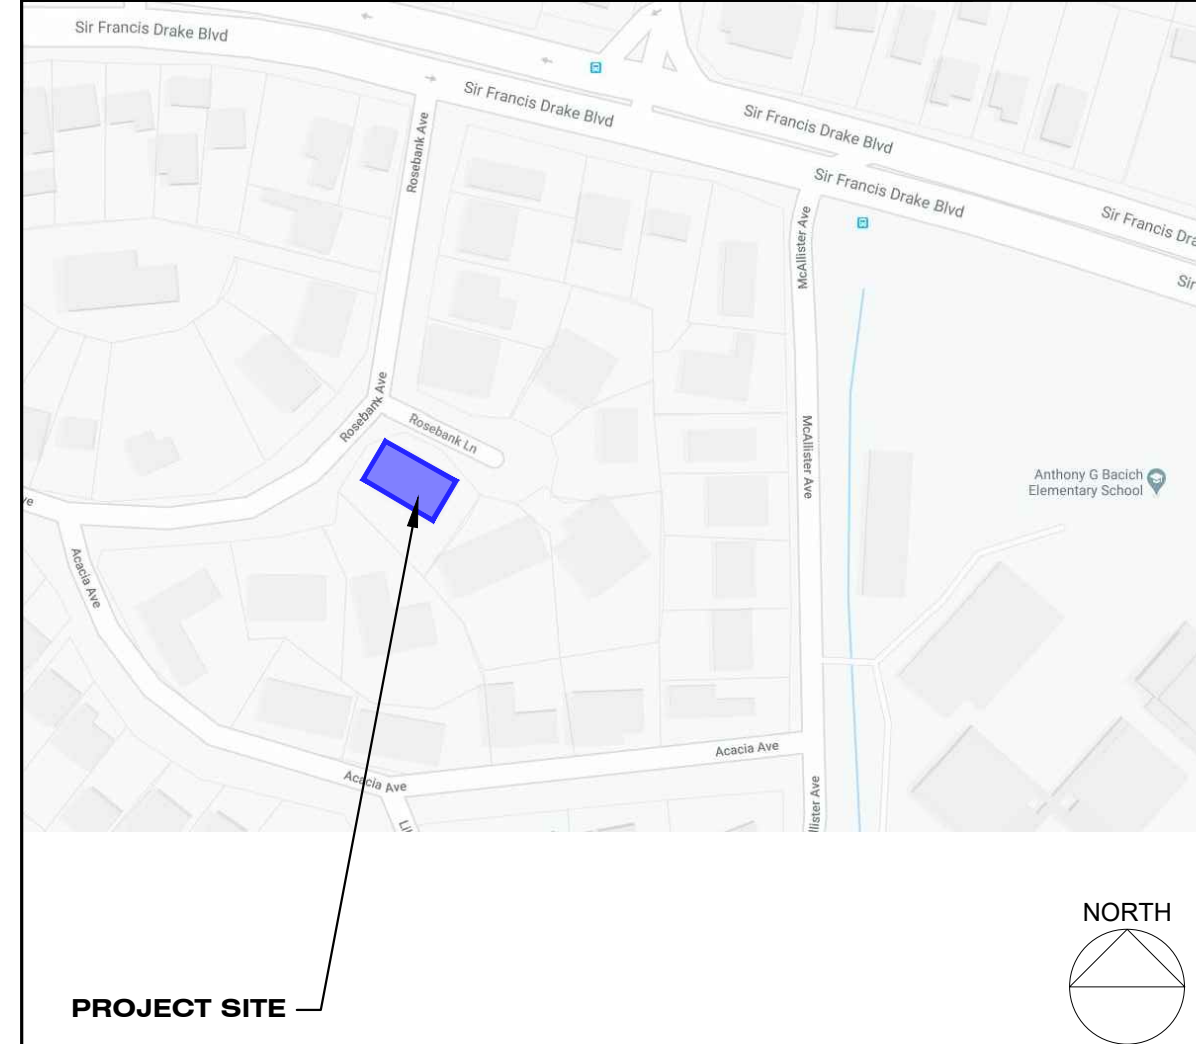 Sir Francis Drake Blvd
Sir Francis Drake Blvd
Sir Francis Drake Blvd
Sir Francis Drake Blvd
Sir Francis Dra
Sir
Rosebank Ave
McAllister Ave
Rosebank Ave
Rosebank Ln
McAllister Ave
Anthony G Bacich
Elementary School
ve
Acacia Ave
Acacia Ave
Acacia Ave
llister Ave
NORTH
PROJECT SITE